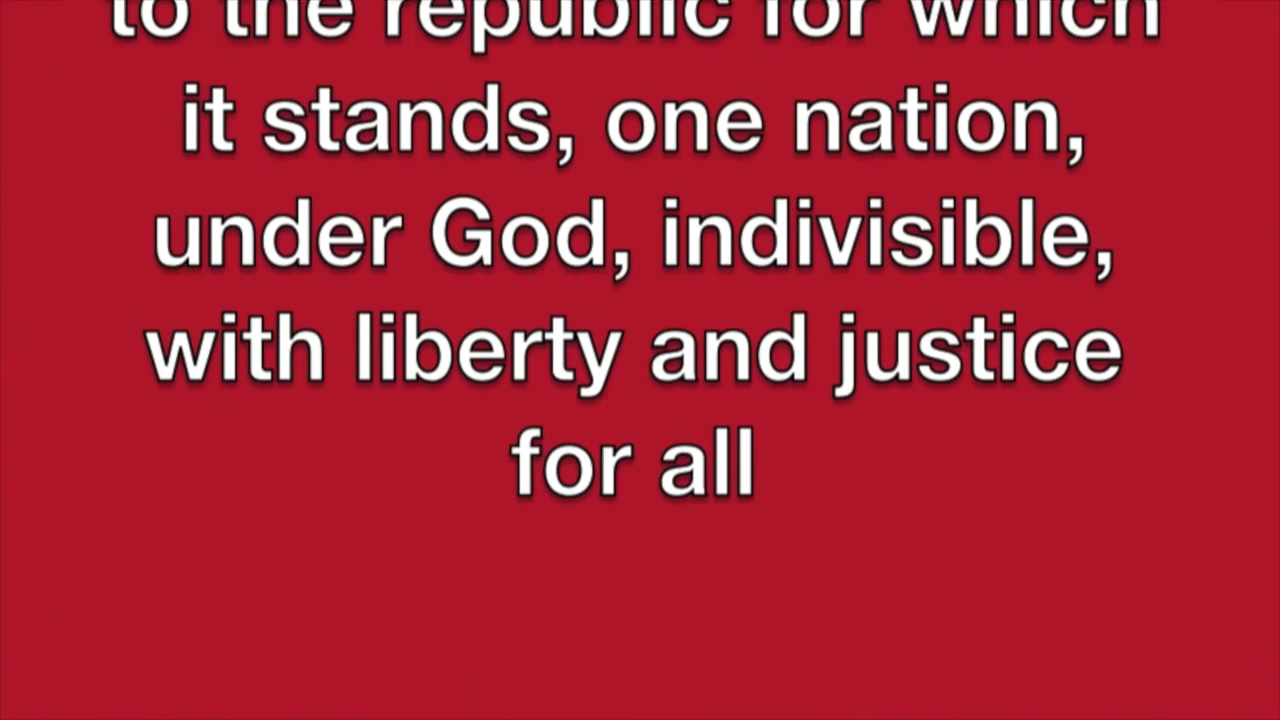 to the republic for which
it stands, one nation,
under God, indivisible,
with liberty and justice
for all